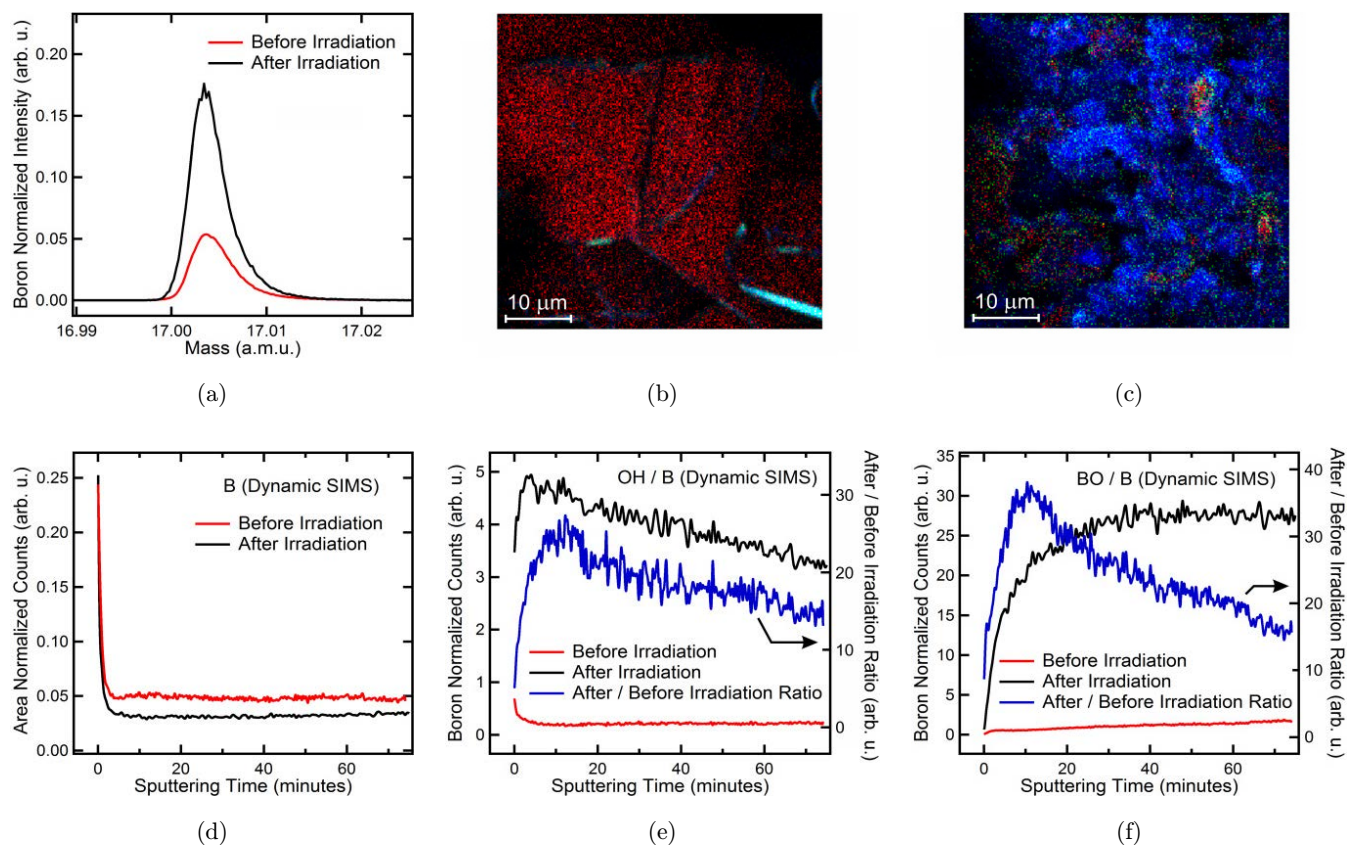 0.20
0.15
0.10
0.05
0.00
Boron Normalized Intensity (arb. u.)
Before Irradiation
After Irradiation
16.99
17.00
17.01
17.02
Mass (a.m.u.)
(a)
10 μm
(b)
10 μm
(c)
0.25
0.20
0.15
0.10
0.05
0.00
Area Normalized Counts (arb. u.)
B (Dynamic SIMS)
Before Irradiation
After Irradiation
0
20
40
60
Sputtering Time (minutes)
(d)
5
4
3
2
1
0
Boron Normalized Counts (arb. u.)
OH / B (Dynamic SIMS)
Before Irradiation
After Irradiation
After / Before Irradiation Ratio
30
20
10
0
After / Before Irradiation Ratio (arb. u.)
0
20
40
60
Sputtering Time (minutes)
(e)
35
30
25
20
15
10
5
0
Boron Normalized Counts (arb. u.)
BO / B (Dynamic SIMS)
Before Irradiation
After Irradiation
After / Before Irradiation Ratio
40
30
20
10
0
After / Before Irradiation Ratio (arb. u.)
0
20
40
60
Sputtering Time (minutes)
(f)